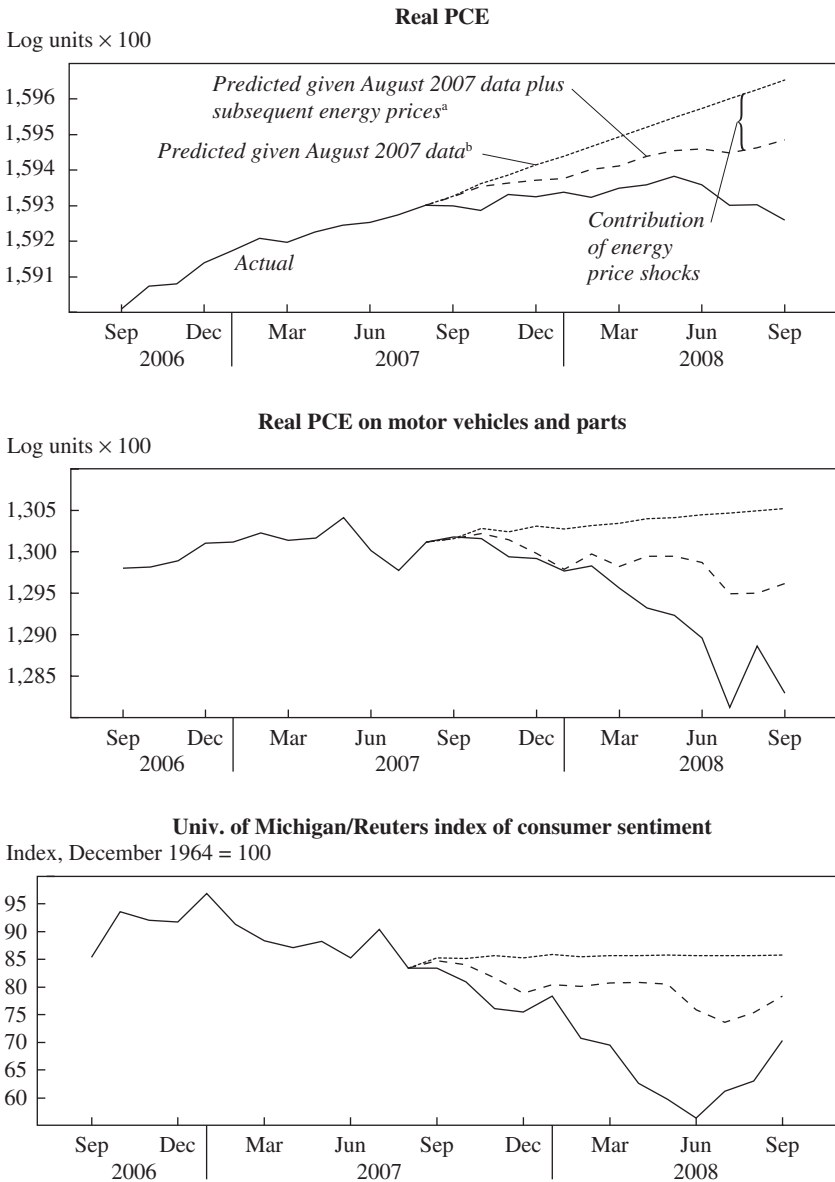 Real PCE
Log units × 100
1,596
1,595
1,594
1,593
1,592
1,591
Predicted given August 2007 data plus
subsequent energy pricesᵃ
Predicted given August 2007 dataᵇ
Actual
Contribution
of energy
price shocks
Sep Dec Mar Jun Sep Dec Mar Jun Sep
2006 2007 2008
Real PCE on motor vehicles and parts
Log units × 100
1,305
1,300
1,295
1,290
1,285
Sep Dec Mar Jun Sep Dec Mar Jun Sep
2006 2007 2008
Univ. of Michigan/Reuters index of consumer sentiment
Index, December 1964 = 100
95
90
85
80
75
70
65
60
Sep Dec Mar Jun Sep Dec Mar Jun Sep
2006 2007 2008